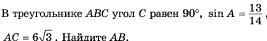 В треугольнике ABC угол C равен 90°, sin A = 13/14,
AC = 6√3. Найдите AB.